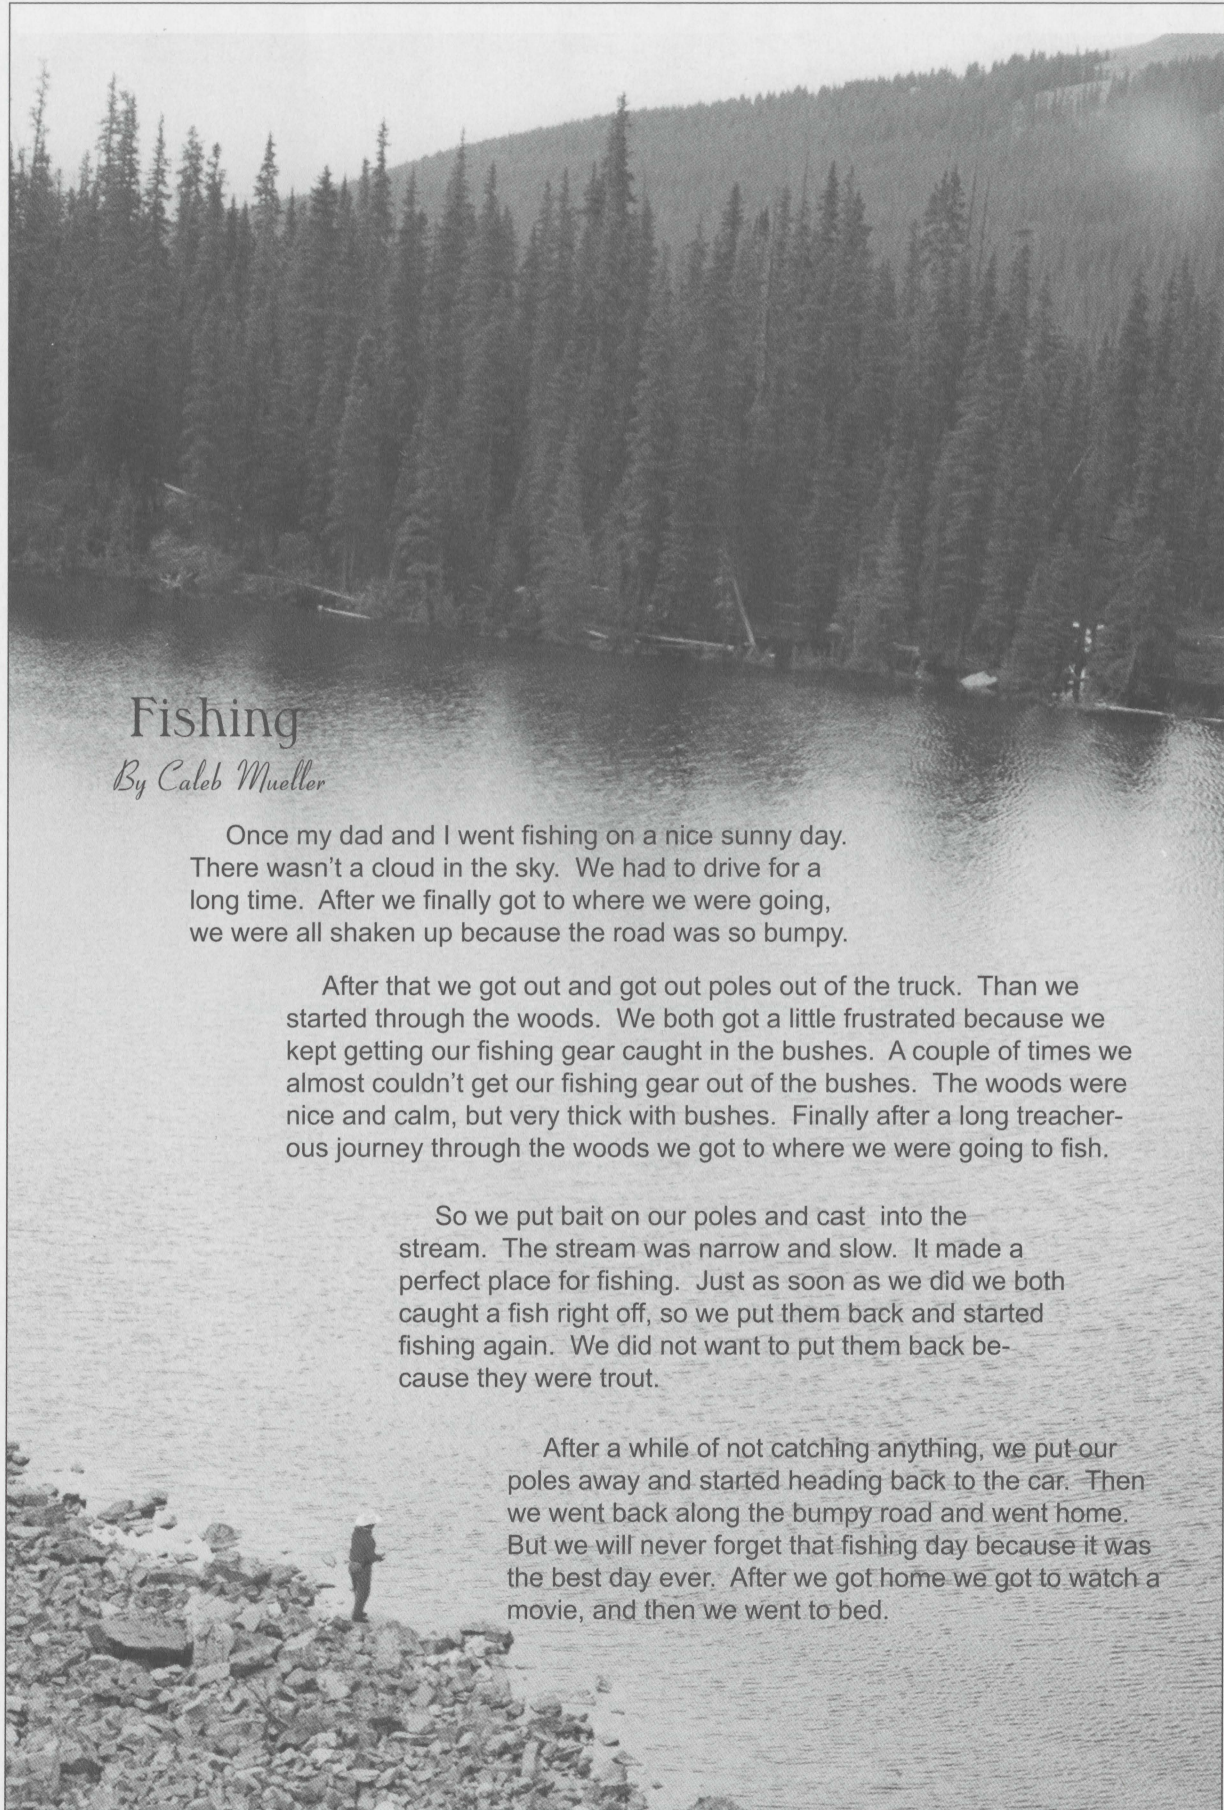 Fishing
By Caleb Mueller
Once my dad and I went fishing on a nice sunny day.
There wasn't a cloud in the sky.  We had to drive for a
long time.  After we finally got to where we were going,
we were all shaken up because the road was so bumpy.
After that we got out and got out poles out of the truck.  Than we
started through the woods.  We both got a little frustrated because we
kept getting our fishing gear caught in the bushes.  A couple of times we
almost couldn't get our fishing gear out of the bushes.  The woods were
nice and calm, but very thick with bushes.  Finally after a long treacher-
ous journey through the woods we got to where we were going to fish.
So we put bait on our poles and cast  into the
stream.  The stream was narrow and slow.  It made a
perfect place for fishing.  Just as soon as we did we both
caught a fish right off, so we put them back and started
fishing again.  We did not want to put them back be-
cause they were trout.
After a while of not catching anything, we put our
poles away and started heading back to the car.  Then
we went back along the bumpy road and went home.
But we will never forget that fishing day because it was
the best day ever.  After we got home we got to watch a
movie, and then we went to bed.